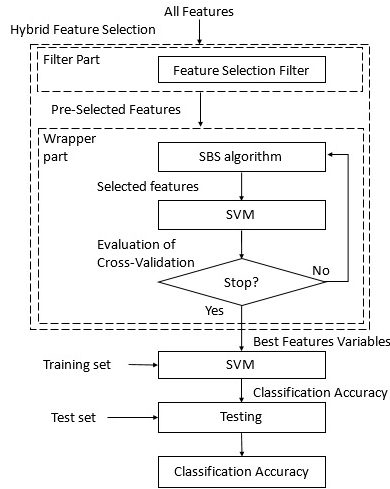 All Features
Hybrid Feature Selection
Filter Part
Feature Selection Filter
Pre-Selected Features
Wrapper
part
SBS algorithm
Selected features
SVM
Evaluation of
Cross-Validation
Stop?
No
Yes
Best Features Variables
Training set
SVM
Classification Accuracy
Test set
Testing
Classification Accuracy